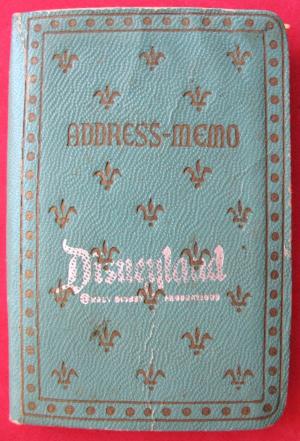 ADDRESS-MEMO
Disneyland
© WALT DISNEY PRODUCTIONS